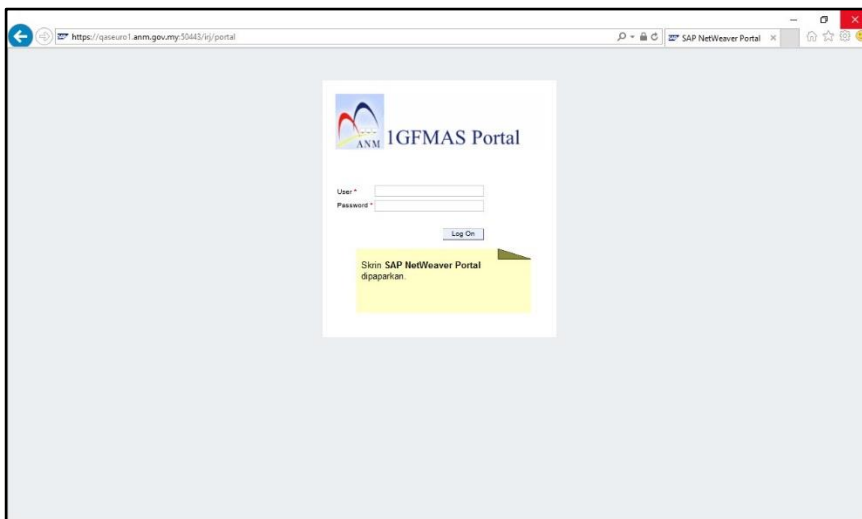 https://qaseuro1.anm.gov.my:50443/irj/portal
SAP NetWeaver Portal
ANM
1GFMAS Portal
User *
Password *
Log On
Skrin SAP NetWeaver Portal
dipaparkan.